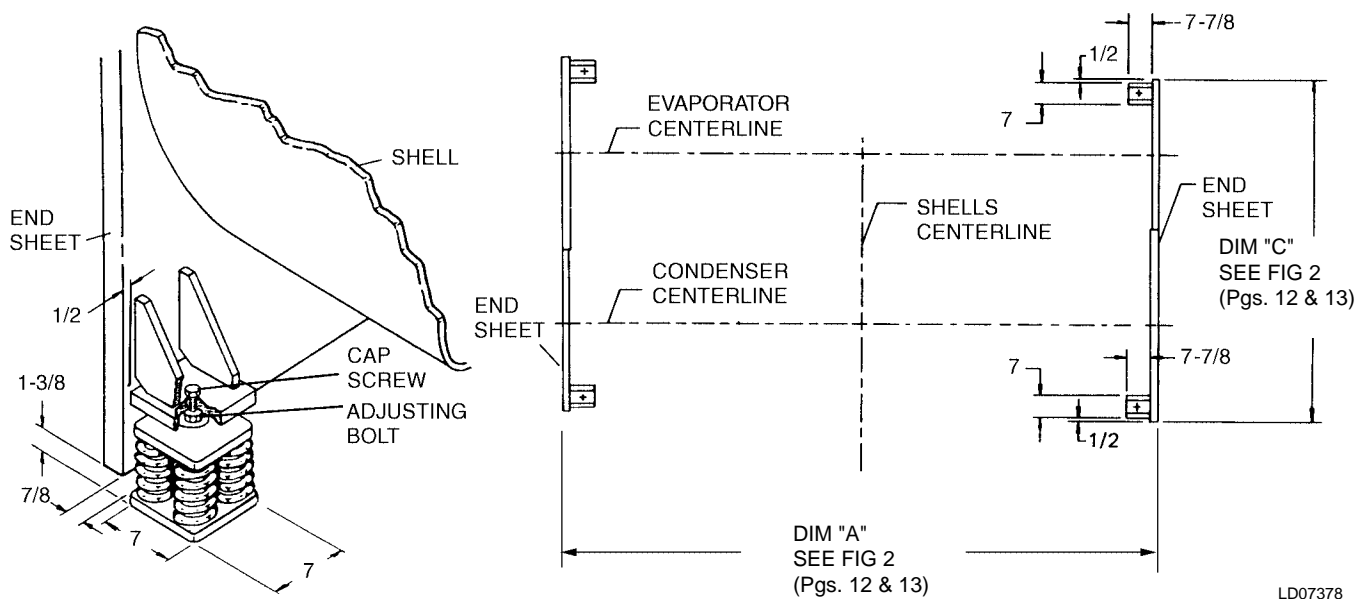 SHELL
END
SHEET
1/2
1-3/8
7/8
7
7
CAP
SCREW
ADJUSTING
BOLT
EVAPORATOR
CENTERLINE
SHELLS
CENTERLINE
CONDENSER
CENTERLINE
END
SHEET
7-7/8
1/2
7
END
SHEET
DIM "C"
SEE FIG 2
(Pgs. 12 & 13)
7
7-7/8
1/2
DIM "A"
SEE FIG 2
(Pgs. 12 & 13)
LD07378